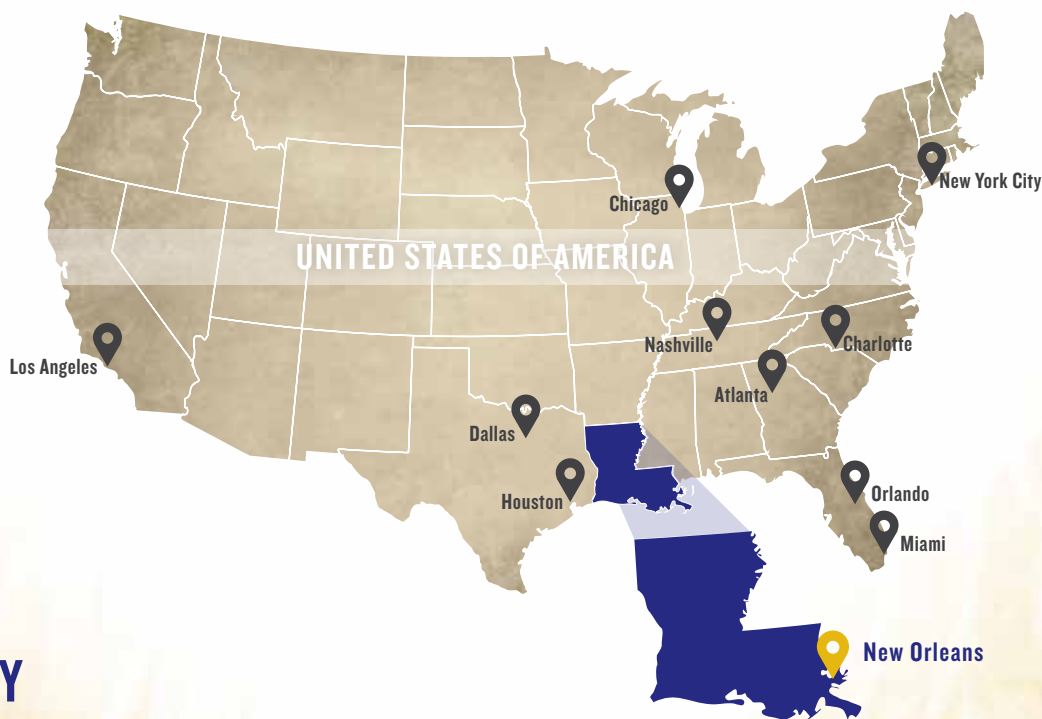 New York City
Chicago
UNITED STATES OF AMERICA
Nashville
Charlotte
Los Angeles
Atlanta
Dallas
Houston
Orlando
Miami
New Orleans
Y